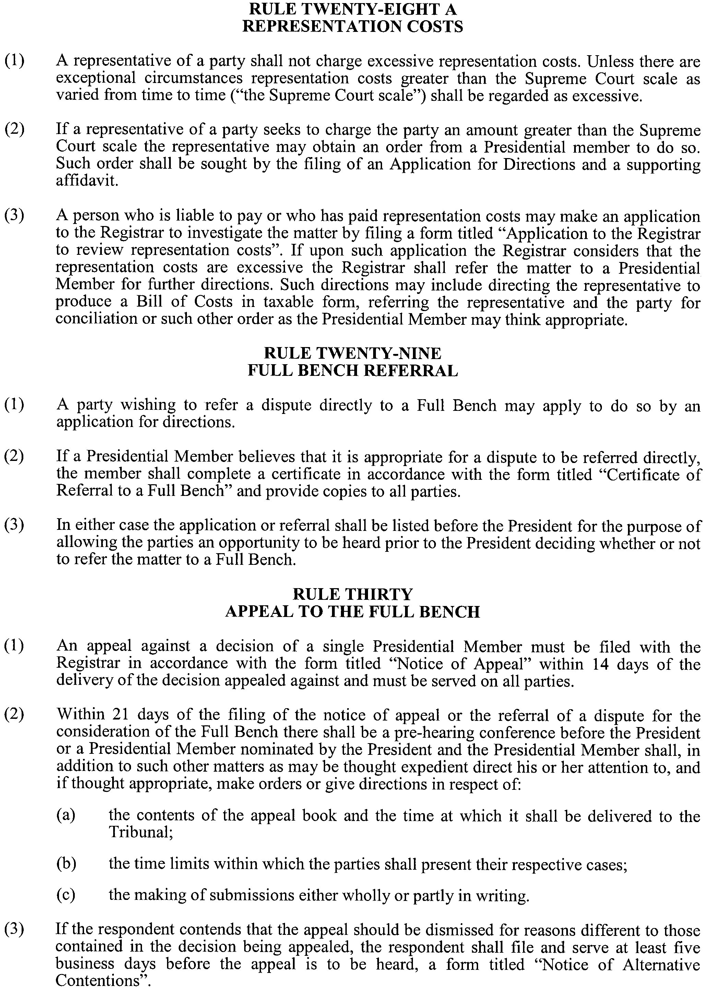 RULE TWENTY-EIGHT A
REPRESENTATION COSTS
(1) A representative of a party shall not charge excessive representation costs. Unless there are
exceptional circumstances representation costs greater than the Supreme Court scale as
varied from time to time (“the Supreme Court scale”) shall be regarded as excessive.
(2) If a representative of a party seeks to charge the party an amount greater than the Supreme
Court scale the representative may obtain an order from a Presidential member to do so.
Such order shall be sought by the filing of an Application for Directions and a supporting
affidavit.
(3) A person who is liable to pay or who has paid representation costs may make an application
to the Registrar to investigate the matter by filing a form titled “Application to the Registrar
to review representation costs”. If upon such application the Registrar considers that the
representation costs are excessive the Registrar shall refer the matter to a Presidential
Member for further directions. Such directions may include directing the representative to
produce a Bill of Costs in taxable form, referring the representative and the party for
conciliation or such other order as the Presidential Member may think appropriate.
RULE TWENTY-NINE
FULL BENCH REFERRAL
(1) A party wishing to refer a dispute directly to a Full Bench may apply to do so by an
application for directions.
(2) If a Presidential Member believes that it is appropriate for a dispute to be referred directly,
the member shall complete a certificate in accordance with the form titled “Certificate of
Referral to a Full Bench” and provide copies to all parties.
(3) In either case the application or referral shall be listed before the President for the purpose of
allowing the parties an opportunity to be heard prior to the President deciding whether or not
to refer the matter to a Full Bench.
RULE THIRTY
APPEAL TO THE FULL BENCH
(1) An appeal against a decision of a single Presidential Member must be filed with the
Registrar in accordance with the form titled “Notice of Appeal” within 14 days of the
delivery of the decision appealed against and must be served on all parties.
(2) Within 21 days of the filing of the notice of appeal or the referral of a dispute for the
consideration of the Full Bench there shall be a pre-hearing conference before the President
or a Presidential Member nominated by the President and the Presidential Member shall, in
addition to such other matters as may be thought expedient direct his or her attention to, and
if thought appropriate, make orders or give directions in respect of:
(a) the contents of the appeal book and the time at which it shall be delivered to the
Tribunal;
(b) the time limits within which the parties shall present their respective cases;
(c) the making of submissions either wholly or partly in writing.
(3) If the respondent contends that the appeal should be dismissed for reasons different to those
contained in the decision being appealed, the respondent shall file and serve at least five
business days before the appeal is to be heard, a form titled “Notice of Alternative
Contentions”.